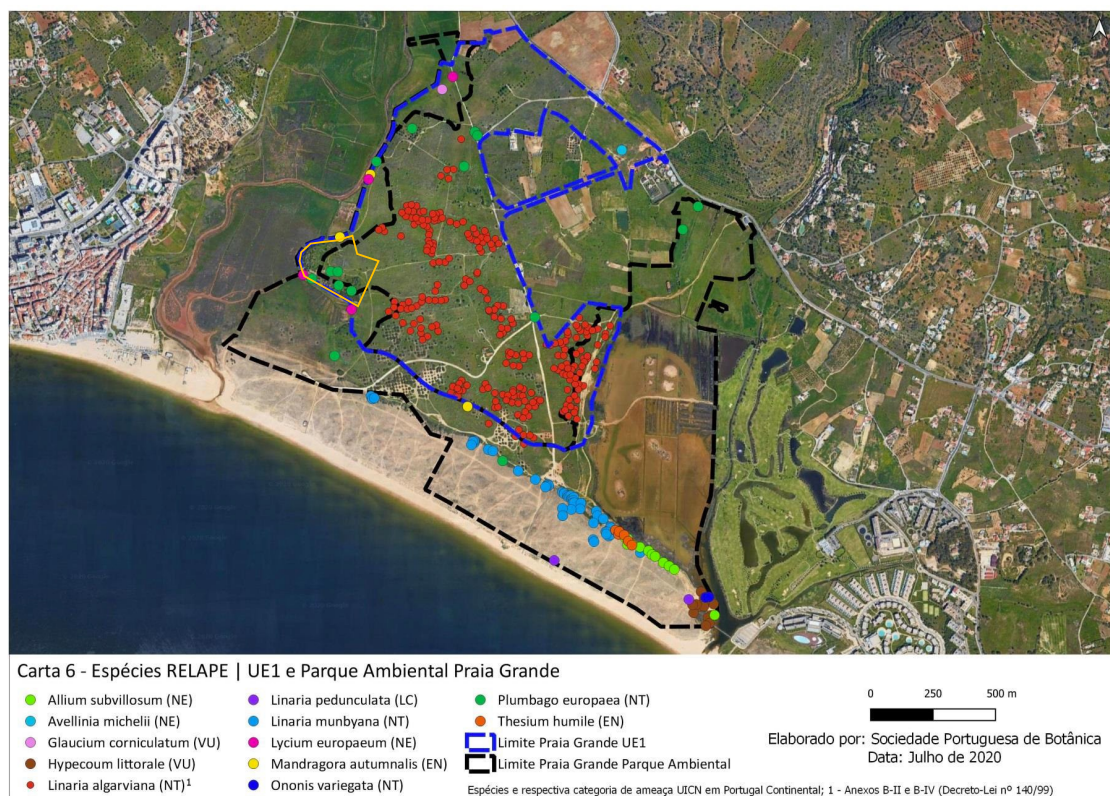 Carta 6 - Espécies RELAPE | UE1 e Parque Ambiental Praia Grande
Allium subvillosum (NE)
Avellinia michelii (NE)
Glaucium corniculatum (VU)
Hypecoum littorale (VU)
Linaria algarviana (NT)¹
Linaria pedunculata (LC)
Linaria munbyana (NT)
Lycium europaeum (NE)
Mandragora autumnalis (EN)
Ononis variegata (NT)
Plumbago europaea (NT)
Thesium humile (EN)
Limite Praia Grande UE1
Limite Praia Grande Parque Ambiental
0 250 500 m
Elaborado por: Sociedade Portuguesa de Botânica
Data: Julho de 2020
Espécies e respectiva categoria de ameaça UICN em Portugal Continental; 1 - Anexos B-II e B-IV (Decreto-Lei nº 140/99)